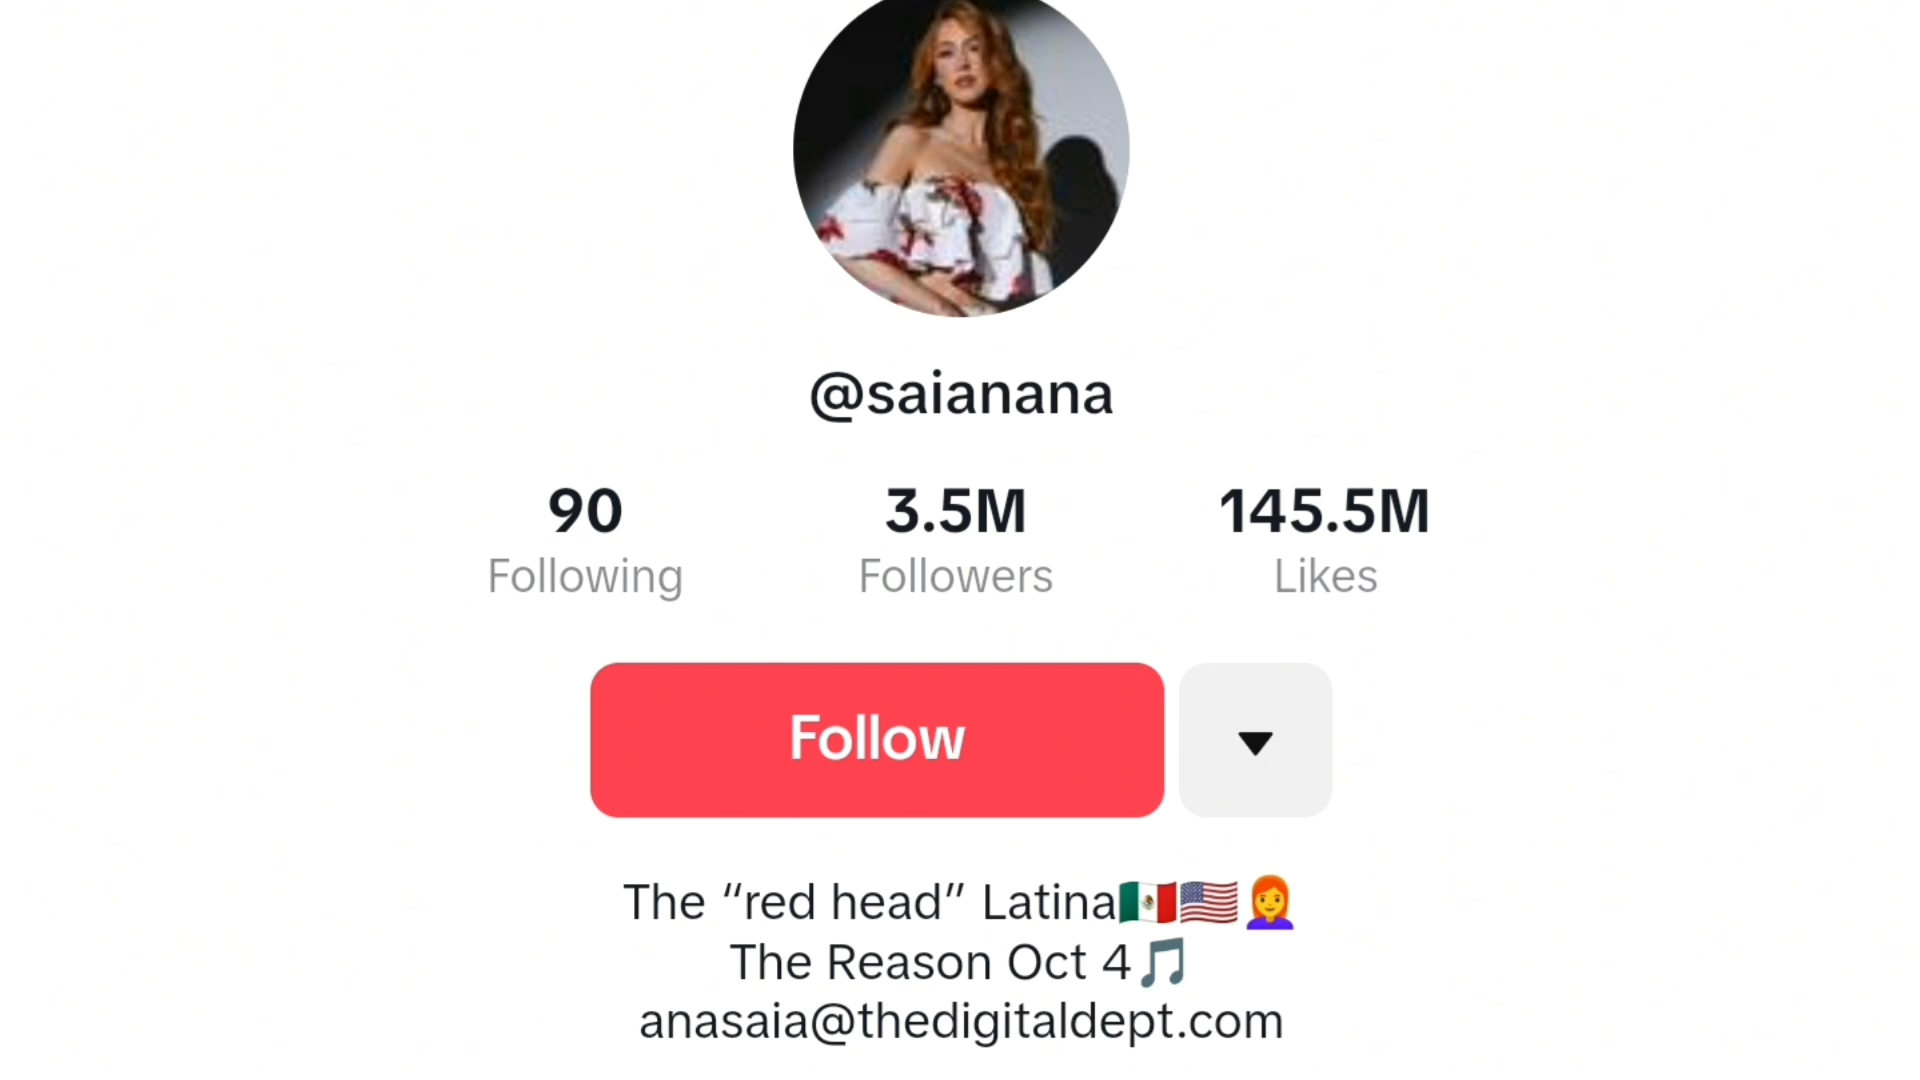 @saianana
90 3.5M 145.5M
Following Followers Likes
Follow
The “red head” Latina🇲🇽🇺🇸👩‍🦰
The Reason Oct 4🎵
anasaia@thedigitaldept.com